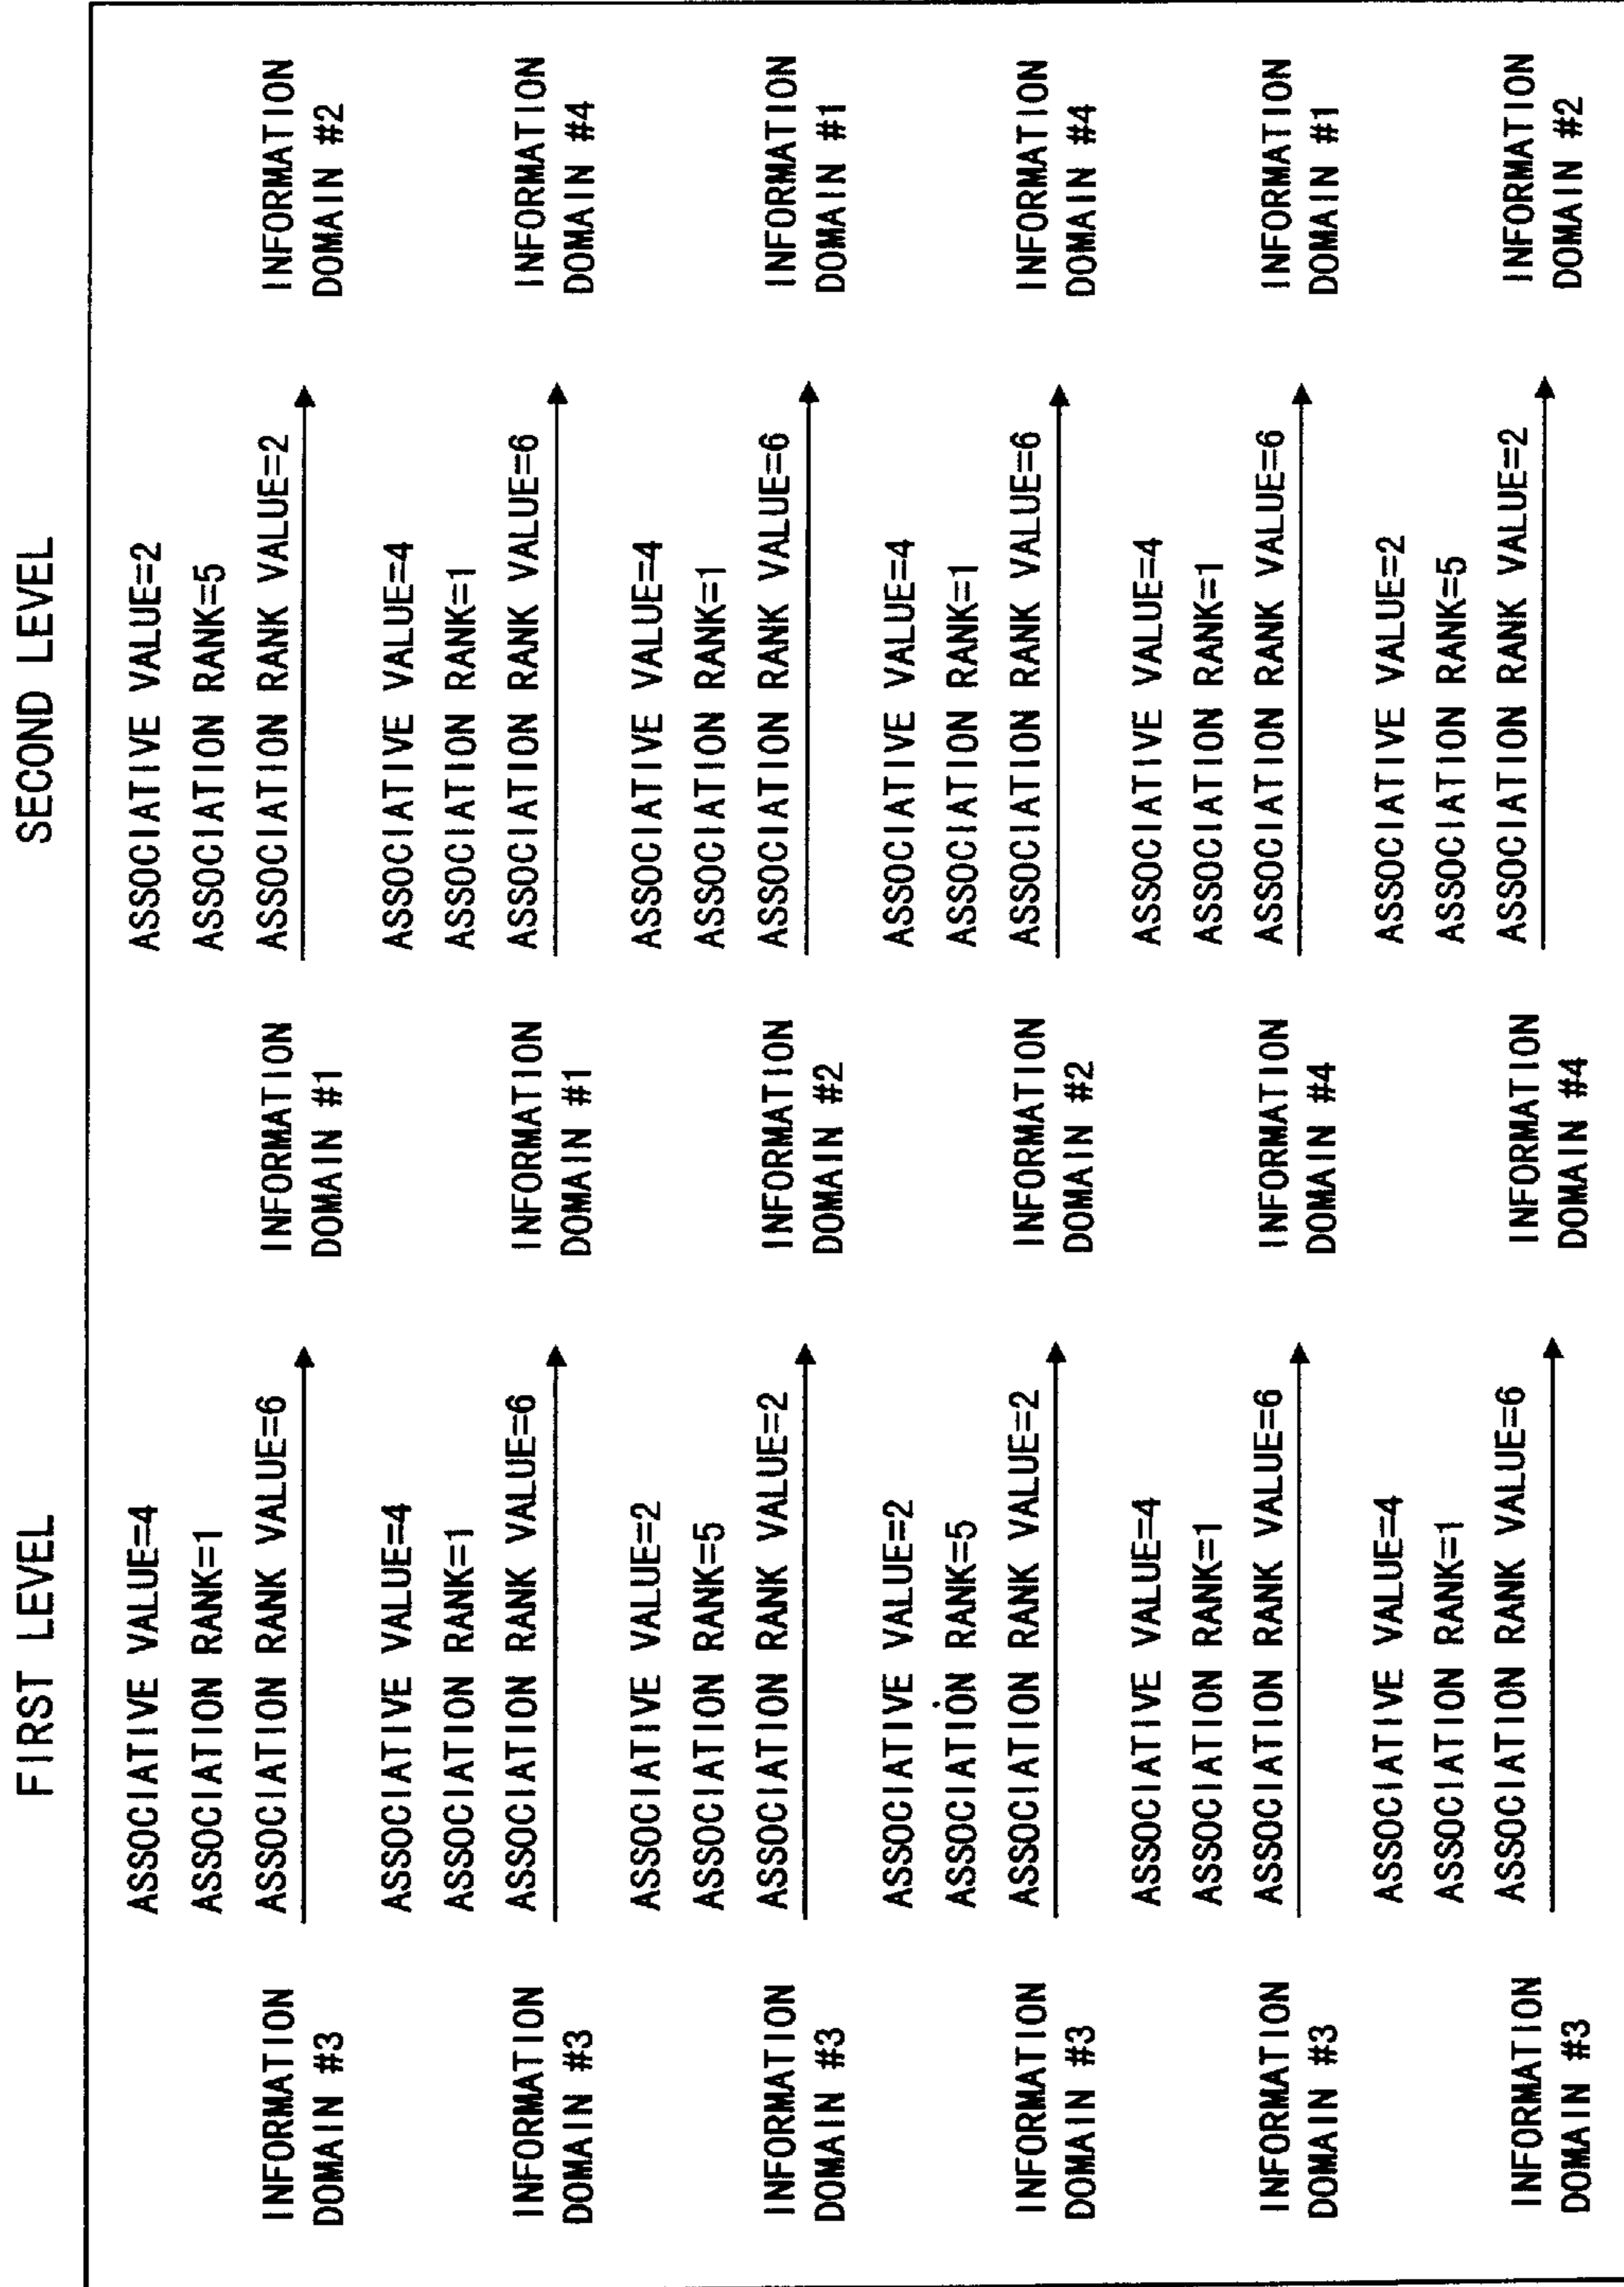 FIRST LEVEL
SECOND LEVEL
ASSOCIATIVE VALUE=4
ASSOCIATION RANK=1
ASSOCIATION RANK VALUE=6
INFORMATION
DOMAIN #3
INFORMATION
DOMAIN #1
ASSOCIATIVE VALUE=2
ASSOCIATION RANK=5
ASSOCIATION RANK VALUE=2
INFORMATION
DOMAIN #2
ASSOCIATIVE VALUE=4
ASSOCIATION RANK=1
ASSOCIATION RANK VALUE=6
INFORMATION
DOMAIN #3
INFORMATION
DOMAIN #1
ASSOCIATIVE VALUE=4
ASSOCIATION RANK=1
ASSOCIATION RANK VALUE=6
INFORMATION
DOMAIN #4
ASSOCIATIVE VALUE=2
ASSOCIATION RANK=5
ASSOCIATION RANK VALUE=2
INFORMATION
DOMAIN #3
INFORMATION
DOMAIN #2
ASSOCIATIVE VALUE=4
ASSOCIATION RANK=1
ASSOCIATION RANK VALUE=6
INFORMATION
DOMAIN #1
ASSOCIATIVE VALUE=2
ASSOCIATION RANK=5
ASSOCIATION RANK VALUE=2
INFORMATION
DOMAIN #3
INFORMATION
DOMAIN #2
ASSOCIATIVE VALUE=4
ASSOCIATION RANK=1
ASSOCIATION RANK VALUE=6
INFORMATION
DOMAIN #4
ASSOCIATIVE VALUE=4
ASSOCIATION RANK=1
ASSOCIATION RANK VALUE=6
INFORMATION
DOMAIN #3
INFORMATION
DOMAIN #4
ASSOCIATIVE VALUE=4
ASSOCIATION RANK=1
ASSOCIATION RANK VALUE=6
INFORMATION
DOMAIN #1
ASSOCIATIVE VALUE=4
ASSOCIATION RANK=1
ASSOCIATION RANK VALUE=6
INFORMATION
DOMAIN #3
INFORMATION
DOMAIN #4
ASSOCIATIVE VALUE=2
ASSOCIATION RANK=5
ASSOCIATION RANK VALUE=2
INFORMATION
DOMAIN #2